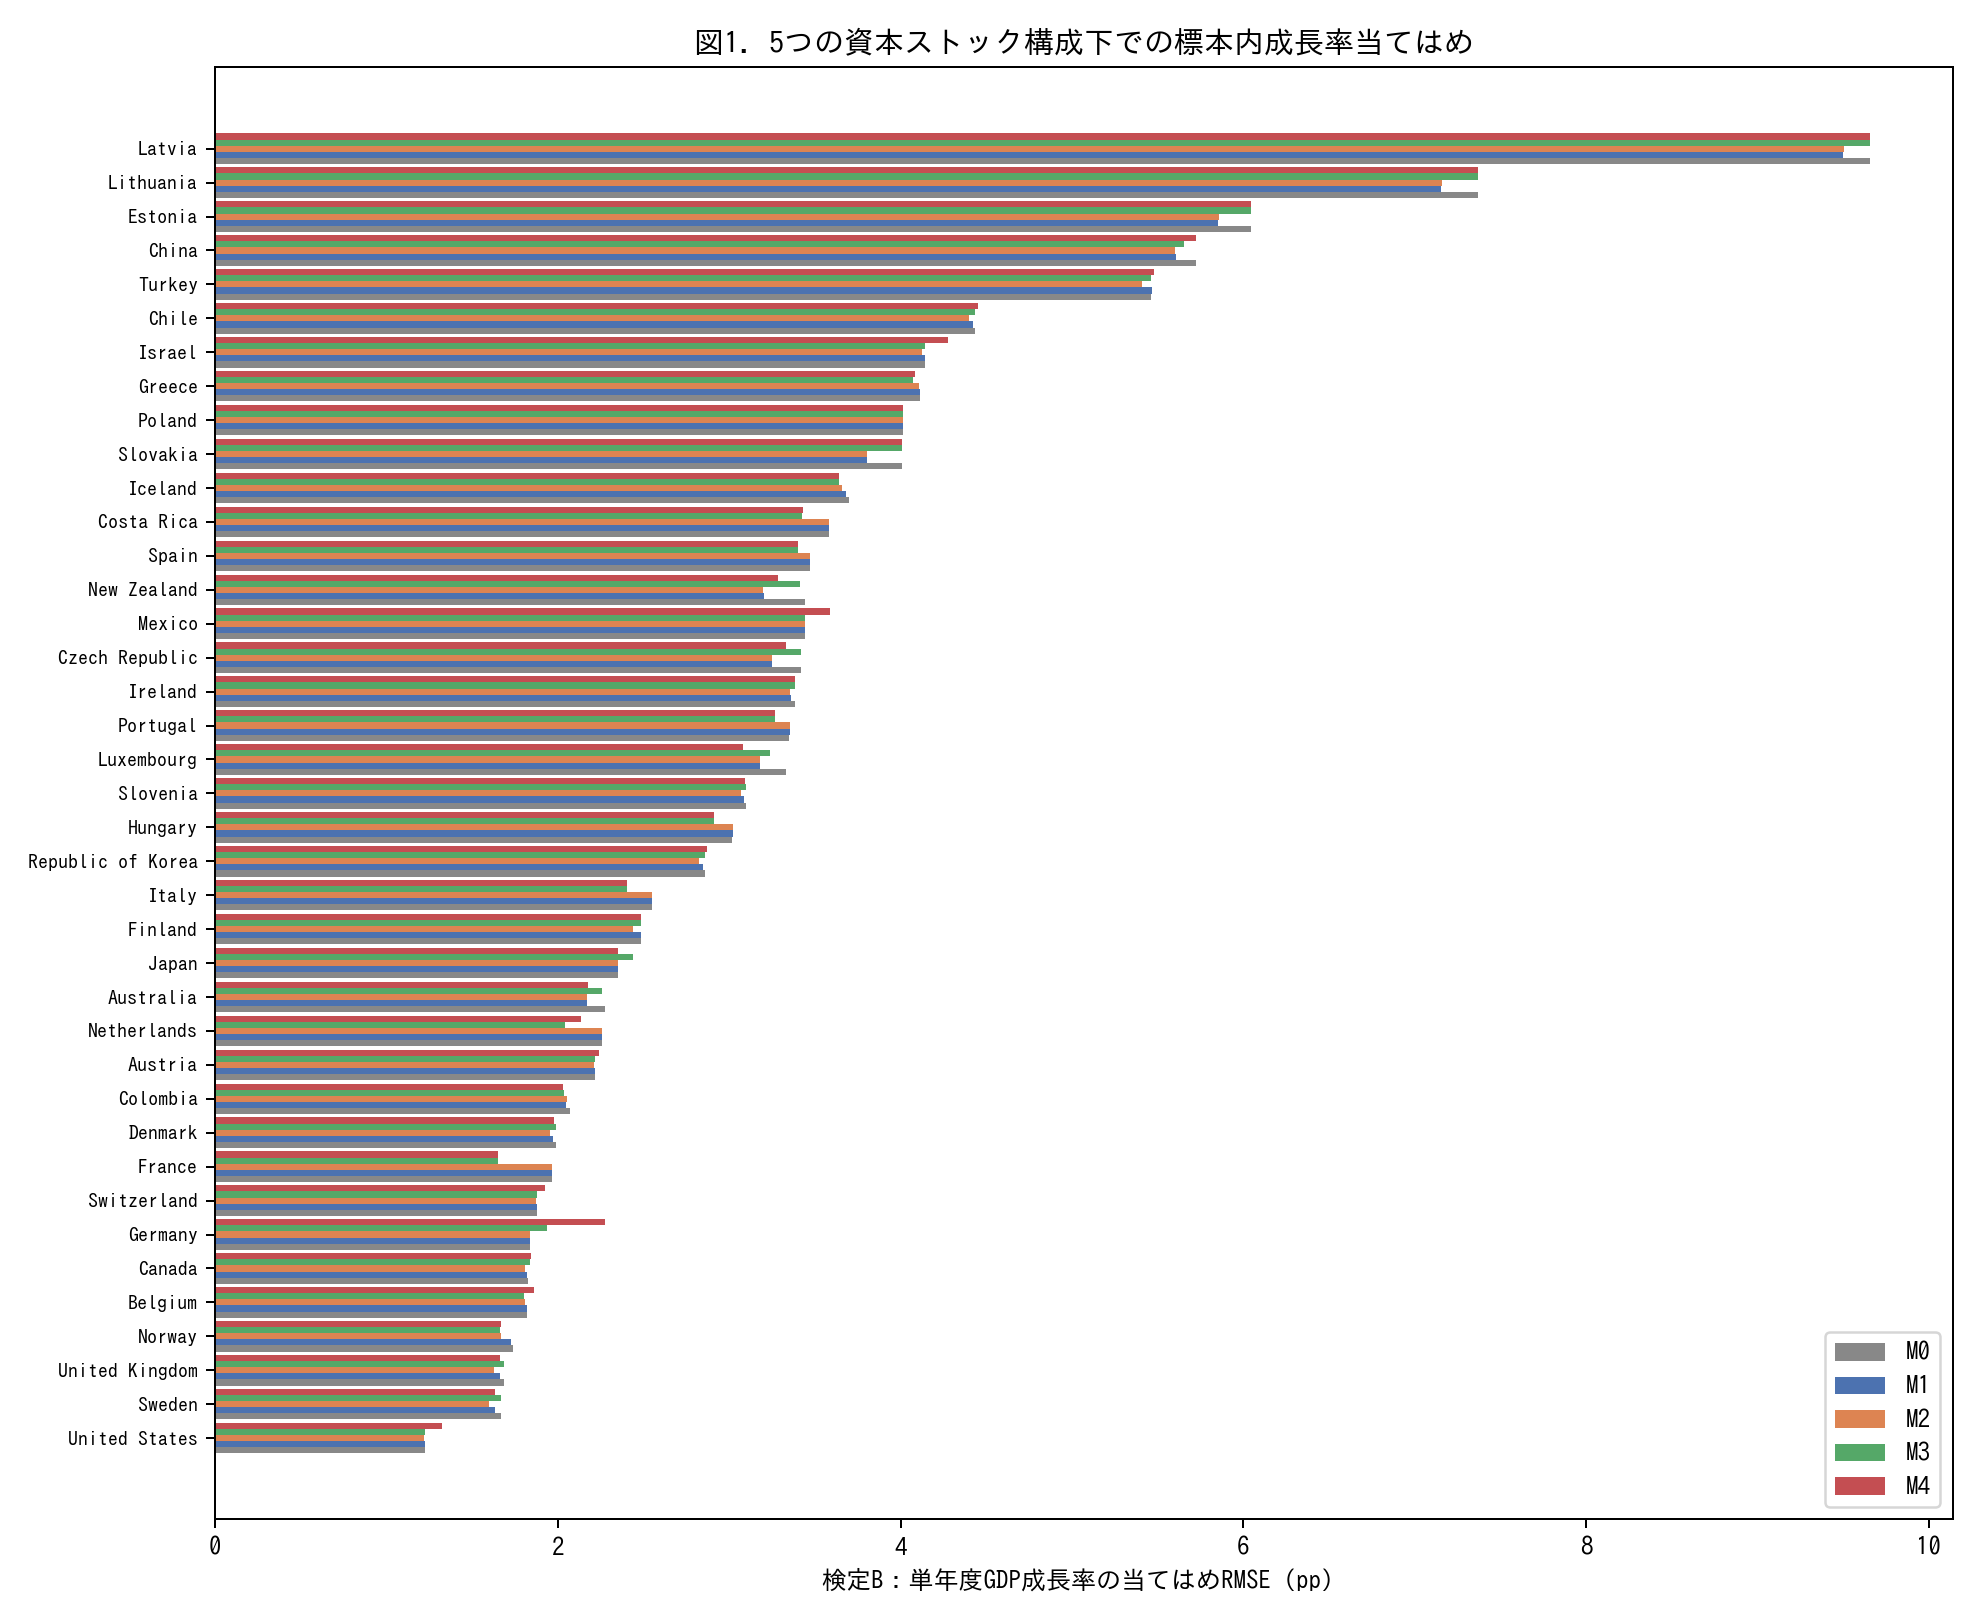 図1. 5つの資本ストック構成下での標本内成長率当てはめ
Latvia
Lithuania
Estonia
China
Turkey
Chile
Israel
Greece
Poland
Slovakia
Iceland
Costa Rica
Spain
New Zealand
Mexico
Czech Republic
Ireland
Portugal
Luxembourg
Slovenia
Hungary
Republic of Korea
Italy
Finland
Japan
Australia
Netherlands
Austria
Colombia
Denmark
France
Switzerland
Germany
Canada
Belgium
Norway
United Kingdom
Sweden
United States
M0
M1
M2
M3
M4
0 2 4 6 8 10
検定B：単年度GDP成長率の当てはめRMSE (pp)